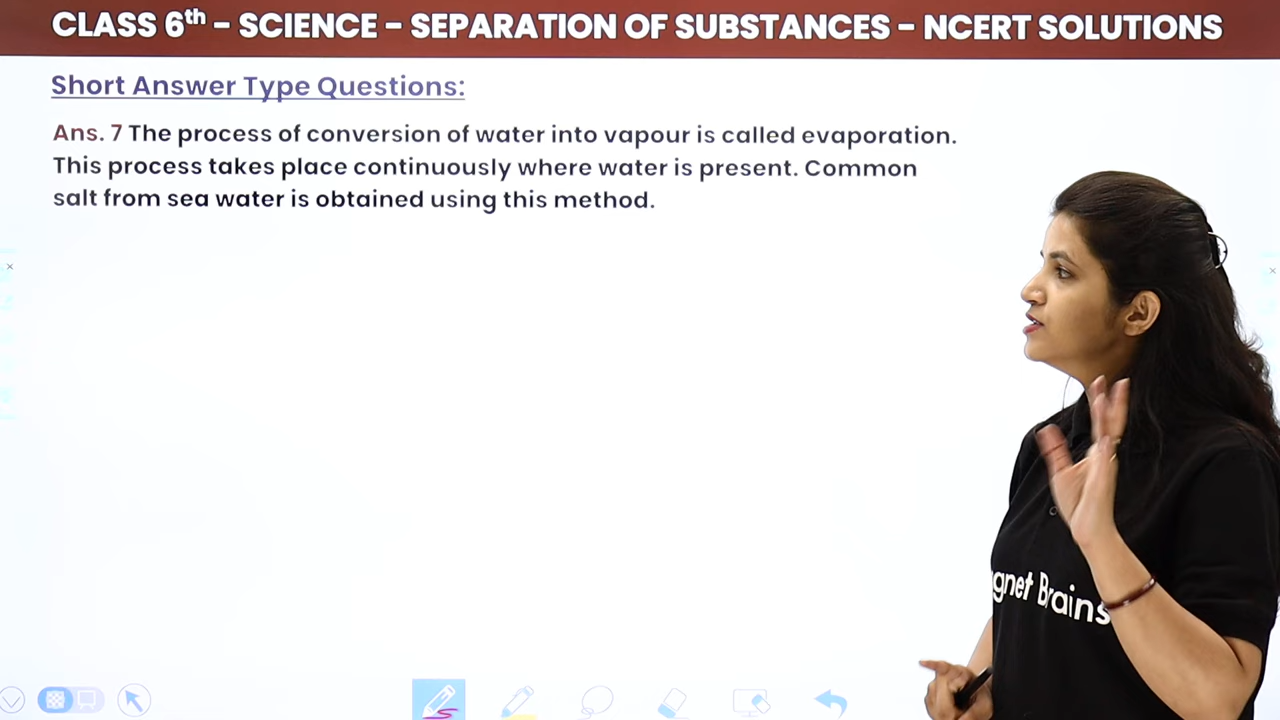 CLASS 6th – SCIENCE – SEPARATION OF SUBSTANCES – NCERT SOLUTIONS
Short Answer Type Questions:
Ans. 7 The process of conversion of water into vapour is called evaporation.
This process takes place continuously where water is present. Common
salt from sea water is obtained using this method.
gnet Brains